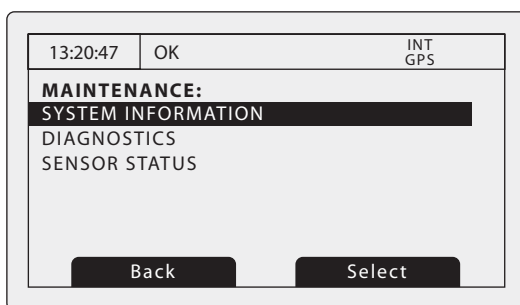 13:20:47 OK INT
GPS
MAINTENANCE:
SYSTEM INFORMATION
DIAGNOSTICS
SENSOR STATUS
Back Select